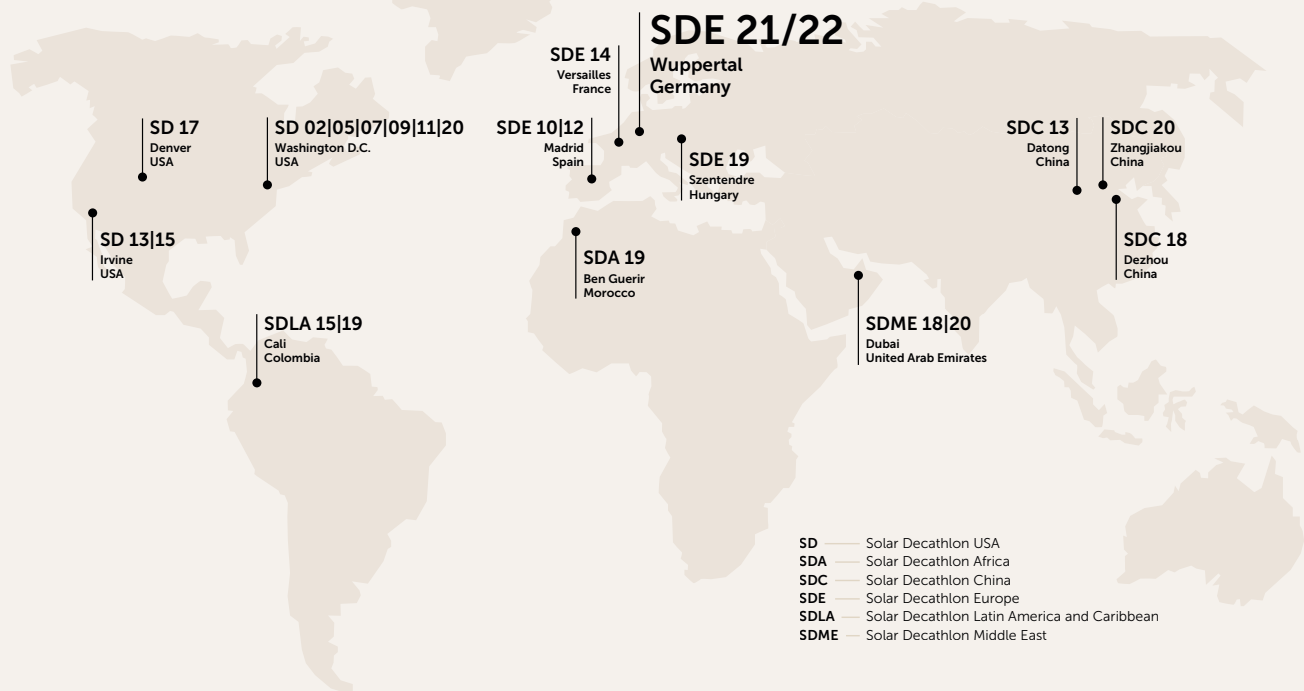 SDE 21/22
Wuppertal
Germany
SDE 14
Versailles
France
SD 17
Denver
USA
SD 02|05|07|09|11|20
Washington D.C.
USA
SDE 10|12
Madrid
Spain
SDE 19
Szentendre
Hungary
SDC 13
Datong
China
SDC 20
Zhangjiakou
China
SD 13|15
Irvine
USA
SDA 19
Ben Guerir
Morocco
SDC 18
Dezhou
China
SDLA 15|19
Cali
Colombia
SDME 18|20
Dubai
United Arab Emirates
SD Solar Decathlon USA
SDA Solar Decathlon Africa
SDC Solar Decathlon China
SDE Solar Decathlon Europe
SDLA Solar Decathlon Latin America and Caribbean
SDME Solar Decathlon Middle East